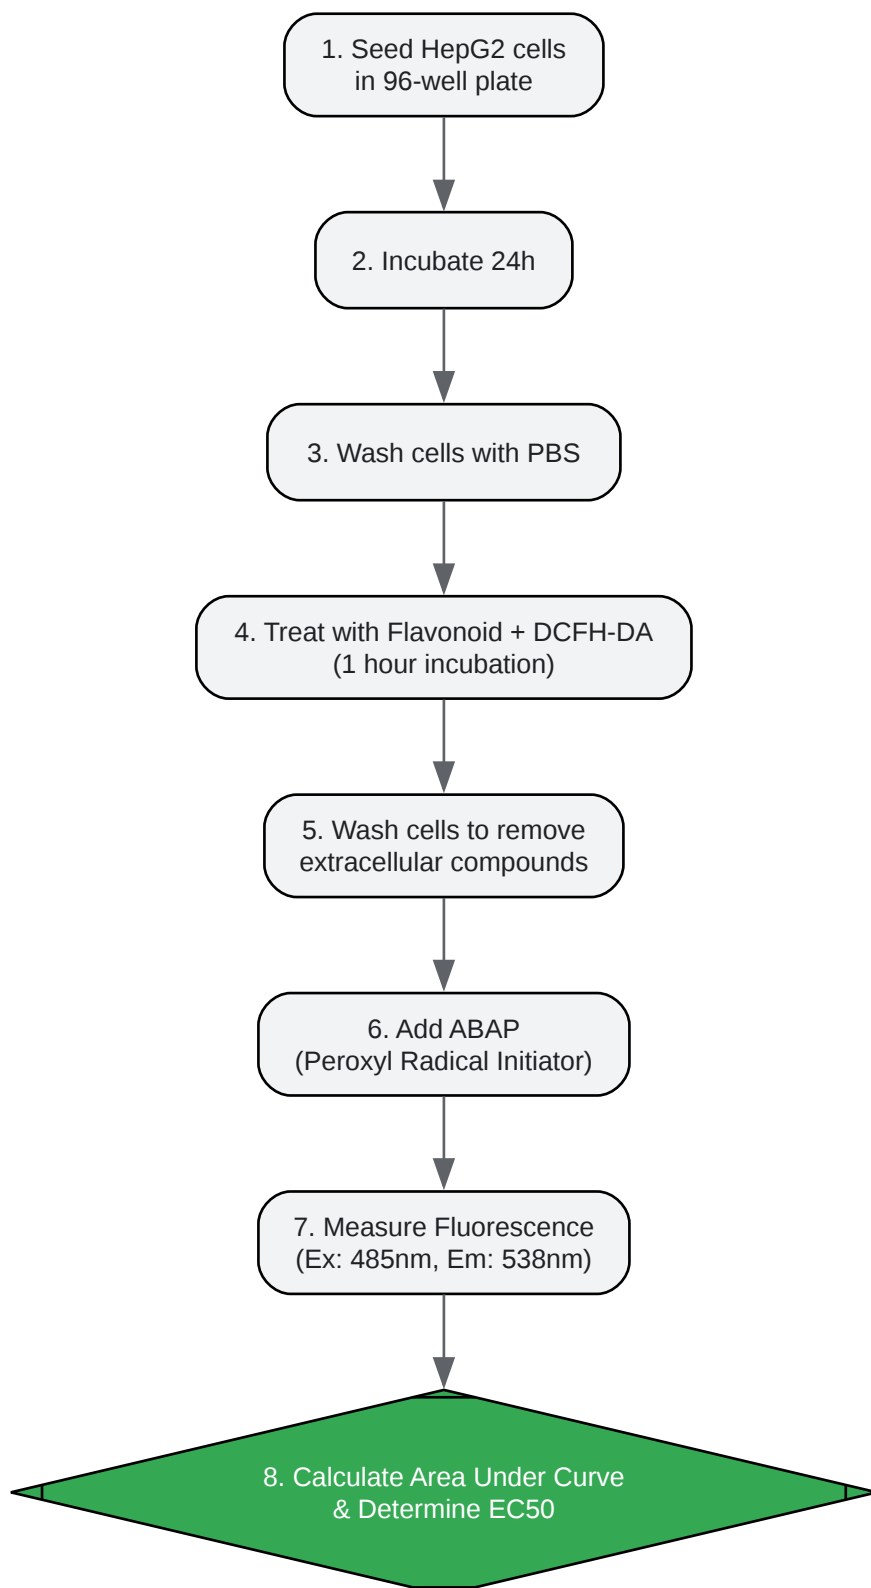 1. Seed HepG2 cells
in 96-well plate
2. Incubate 24h
3. Wash cells with PBS
4. Treat with Flavonoid + DCFH-DA
(1 hour incubation)
5. Wash cells to remove
extracellular compounds
6. Add ABAP
(Peroxyl Radical Initiator)
7. Measure Fluorescence
(Ex: 485nm, Em: 538nm)
8. Calculate Area Under Curve
& Determine EC50